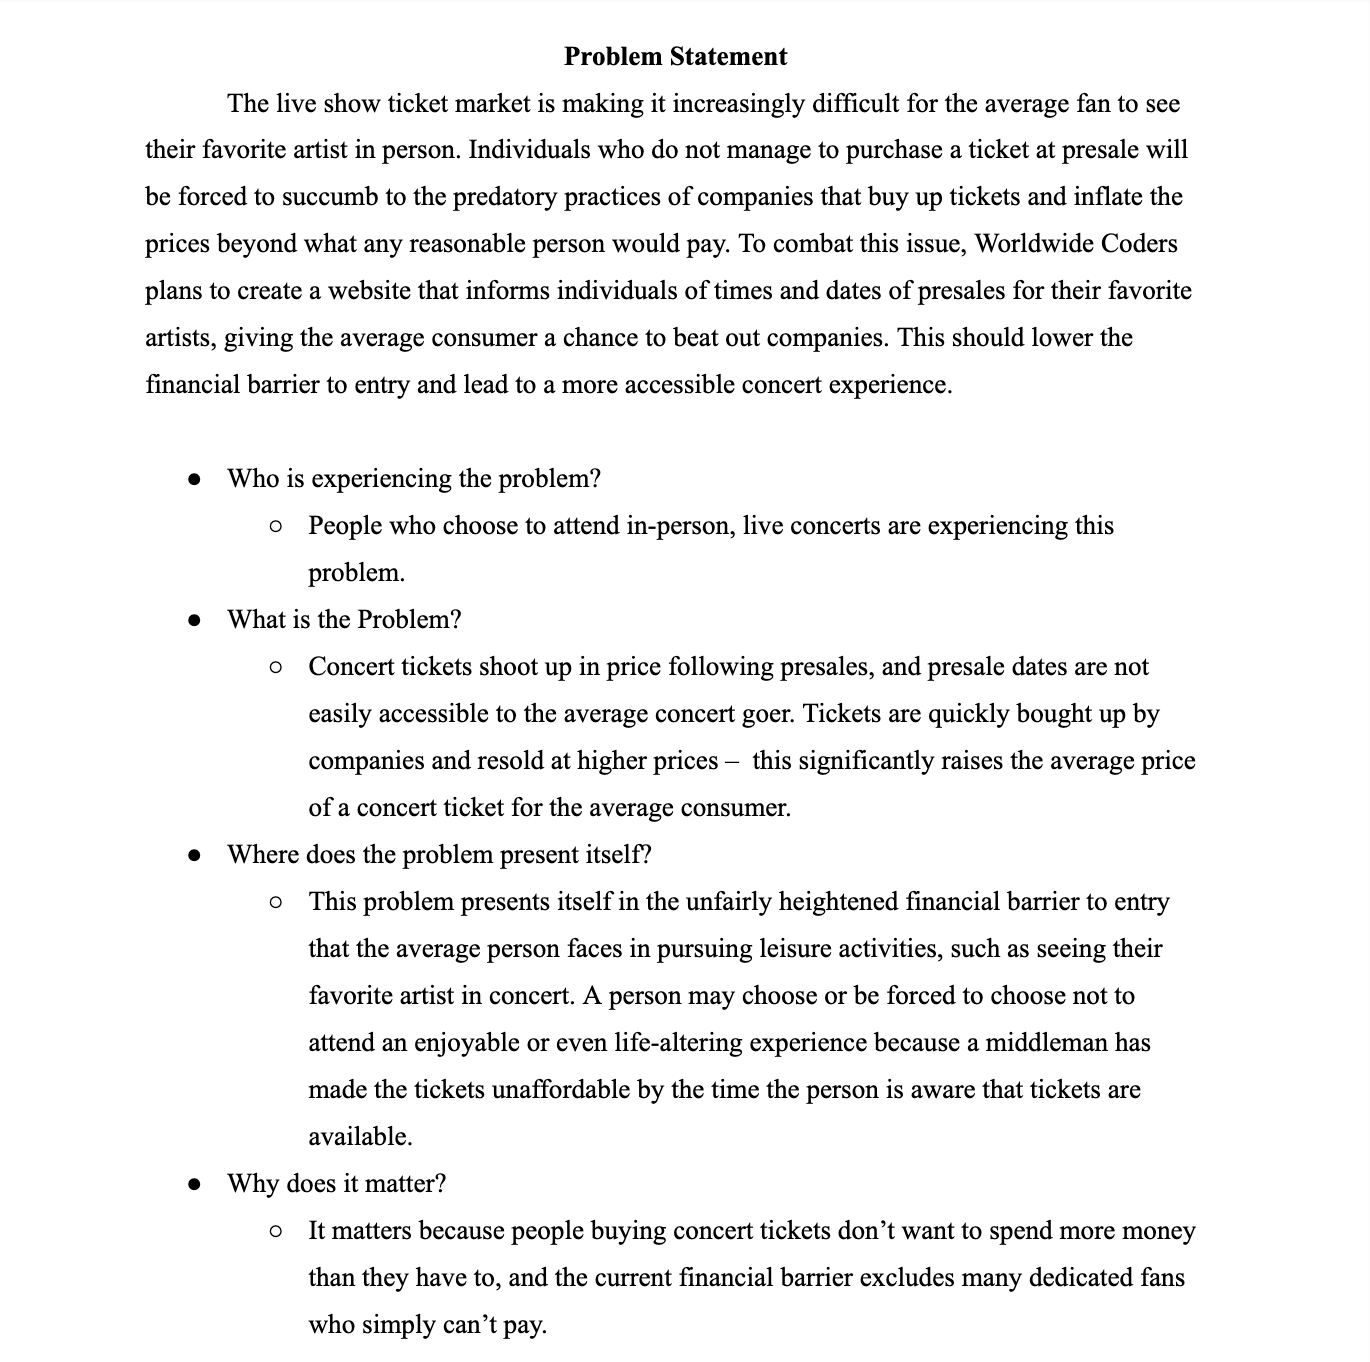 Problem Statement
The live show ticket market is making it increasingly difficult for the average fan to see
their favorite artist in person. Individuals who do not manage to purchase a ticket at presale will
be forced to succumb to the predatory practices of companies that buy up tickets and inflate the
prices beyond what any reasonable person would pay. To combat this issue, Worldwide Coders
plans to create a website that informs individuals of times and dates of presales for their favorite
artists, giving the average consumer a chance to beat out companies. This should lower the
financial barrier to entry and lead to a more accessible concert experience.
● Who is experiencing the problem?
○ People who choose to attend in-person, live concerts are experiencing this
problem.
● What is the Problem?
○ Concert tickets shoot up in price following presales, and presale dates are not
easily accessible to the average concert goer. Tickets are quickly bought up by
companies and resold at higher prices –  this significantly raises the average price
of a concert ticket for the average consumer.
● Where does the problem present itself?
○ This problem presents itself in the unfairly heightened financial barrier to entry
that the average person faces in pursuing leisure activities, such as seeing their
favorite artist in concert. A person may choose or be forced to choose not to
attend an enjoyable or even life-altering experience because a middleman has
made the tickets unaffordable by the time the person is aware that tickets are
available.
● Why does it matter?
○ It matters because people buying concert tickets don’t want to spend more money
than they have to, and the current financial barrier excludes many dedicated fans
who simply can’t pay.